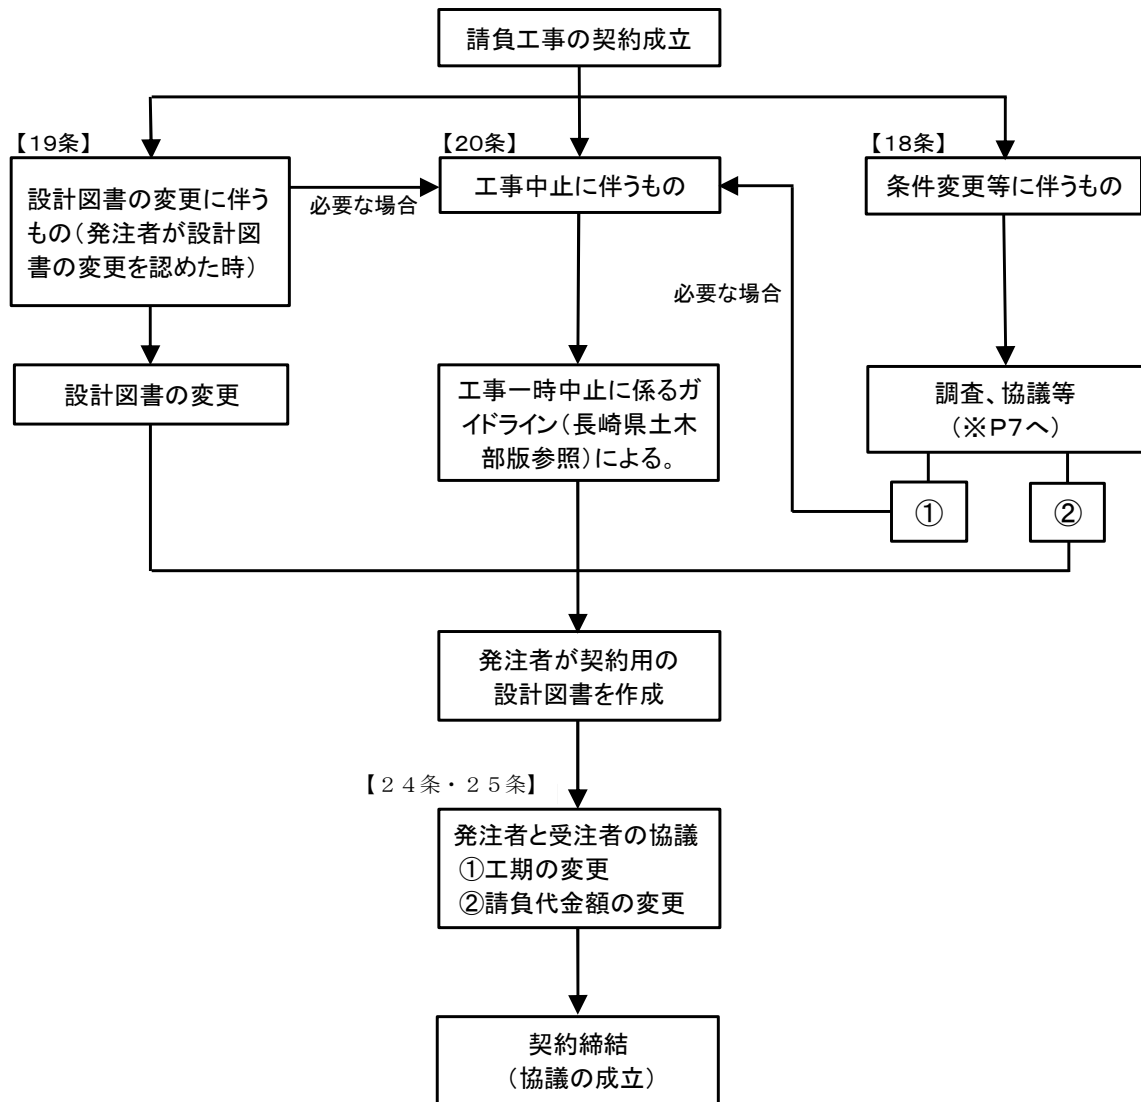 請負工事の契約成立
【19条】
設計図書の変更に伴う
もの（発注者が設計図
書の変更を認めた時）
必要な場合
【20条】
工事中止に伴うもの
【18条】
条件変更等に伴うもの
必要な場合
設計図書の変更
工事一時中止に係るガ
イドライン（長崎県土木
部版参照）による。
調査、協議等
（※P7へ）
①
②
発注者が契約用の
設計図書を作成
【２４条・２５条】
発注者と受注者の協議
①工期の変更
②請負代金額の変更
契約締結
（協議の成立）